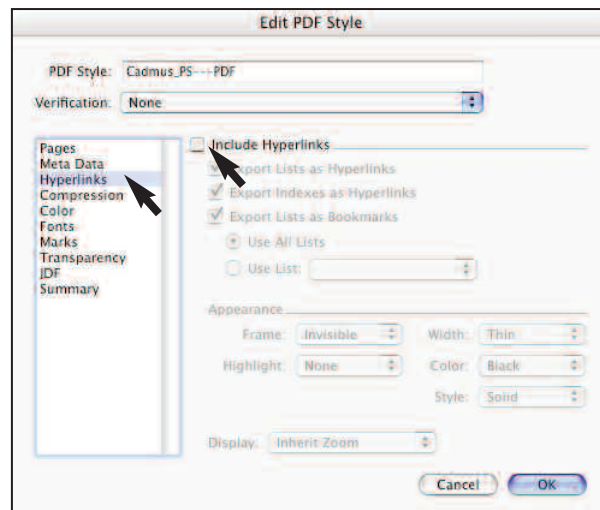 Edit PDF Style
PDF Style: Cadmus_PS---PDF
Verification: None
Pages
Meta Data
Hyperlinks
Compression
Color
Fonts
Marks
Transparency
JDF
Summary
Include Hyperlinks
Export Lists as Hyperlinks
Export Indexes as Hyperlinks
Export Lists as Bookmarks
Use All Lists
Use List:
Appearance
Frame: Invisible Width: Thin
Highlight: None Color: Black
Style: Solid
Display: Inherit Zoom
Cancel OK